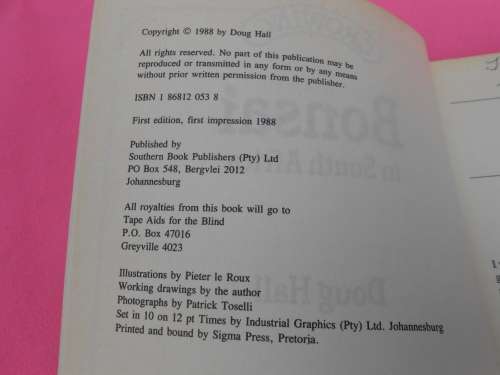 Copyright © 1988 by Doug Hall
All rights reserved. No part of this publication may be
reproduced or transmitted in any form or by any means
without prior written permission from the publisher.
ISBN 1 86812 053 8
First edition, first impression 1988
Published by
Southern Book Publishers (Pty) Ltd
PO Box 548, Bergvlei 2012
Johannesburg
All royalties from this book will go to
Tape Aids for the Blind
P.O. Box 47016
Greyville 4023
Illustrations by Pieter le Roux
Working drawings by the author
Photographs by Patrick Toselli
Set in 10 on 12 pt Times by Industrial Graphics (Pty) Ltd. Johannesburg
Printed and bound by Sigma Press, Pretoria.